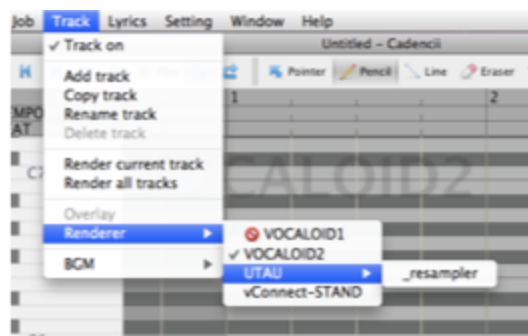 Job Track Lyrics Setting Window Help
Untitled – Cadencii
✓ Track on
Pointer Pencil Line Eraser
Add track
1 2
Copy track
Rename track
Delete track
Render current track
Render all tracks
CALOID2
Overlay
Renderer
VOCALOID1
✓ VOCALOID2
BGM
UTAU
_resampler
vConnect-STAND